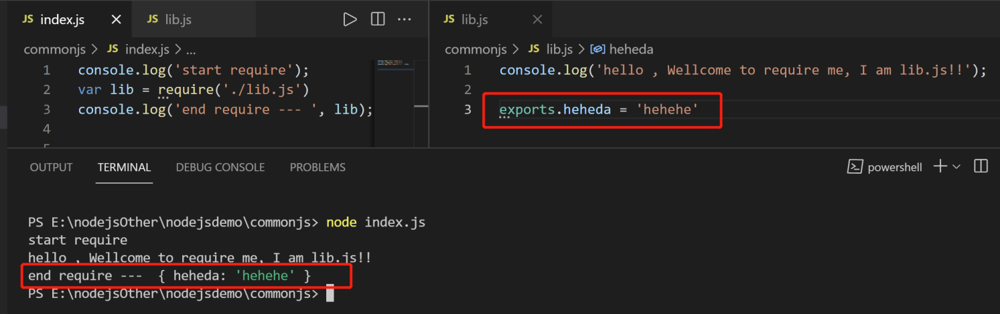 JS index.js
JS lib.js
JS lib.js
commonjs > JS index.js > ...
commonjs > JS lib.js > heheda
1 console.log('start require');
2 var lib = require('./lib.js')
3 console.log('end require --- ', lib);
4
5
1 console.log('hello , Wellcome to require me, I am lib.js!!');
2
3 exports.heheda = 'hehehe'
OUTPUT TERMINAL DEBUG CONSOLE PROBLEMS
powershell
PS E:\nodejsOther\nodejsdemo\commonjs> node index.js
start require
hello , Wellcome to require me, I am lib.js!!
end require ---  { heheda: 'hehehe' }
PS E:\nodejsOther\nodejsdemo\commonjs>